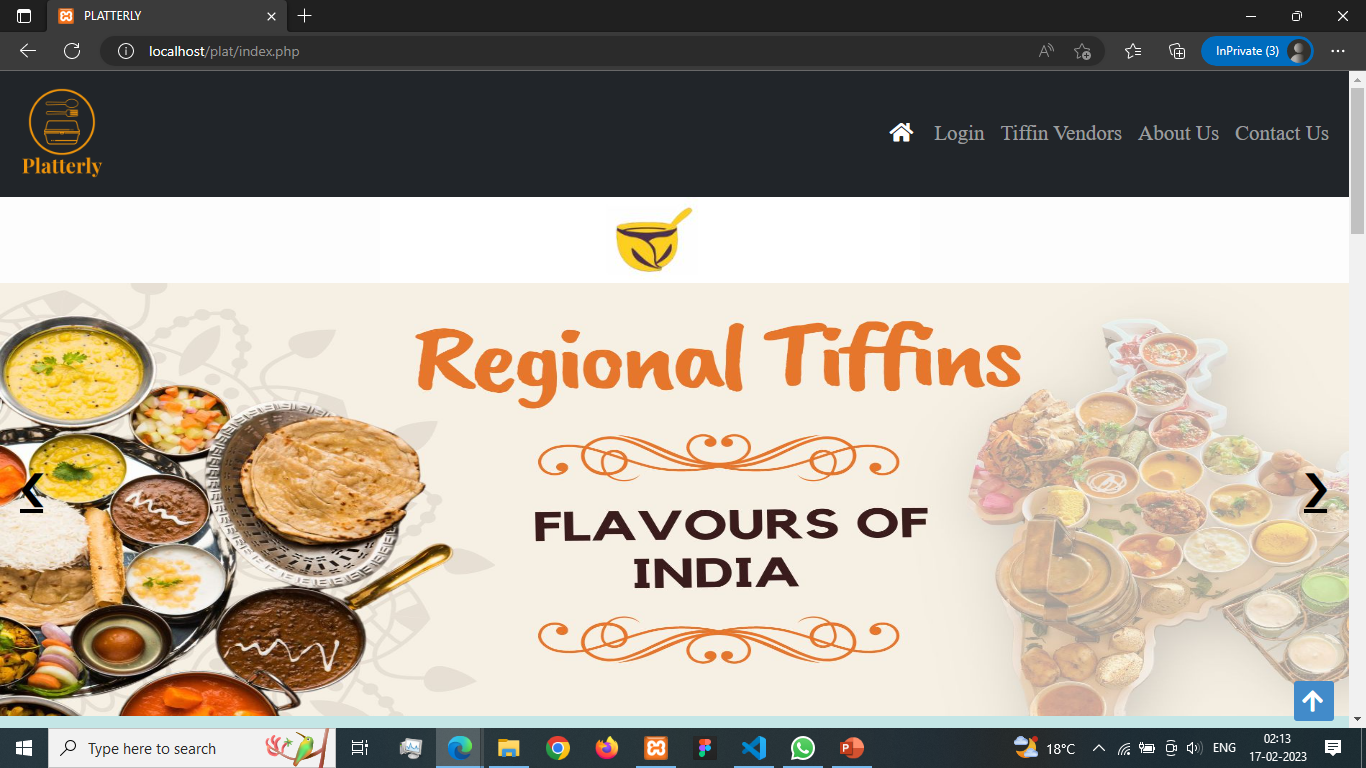 PLATTERLY
localhost/plat/index.php
InPrivate (3)
Platterly
Login Tiffin Vendors About Us Contact Us
Regional Tiffins
FLAVOURS OF
INDIA
Type here to search
18°C
ENG
02:13
17-02-2023